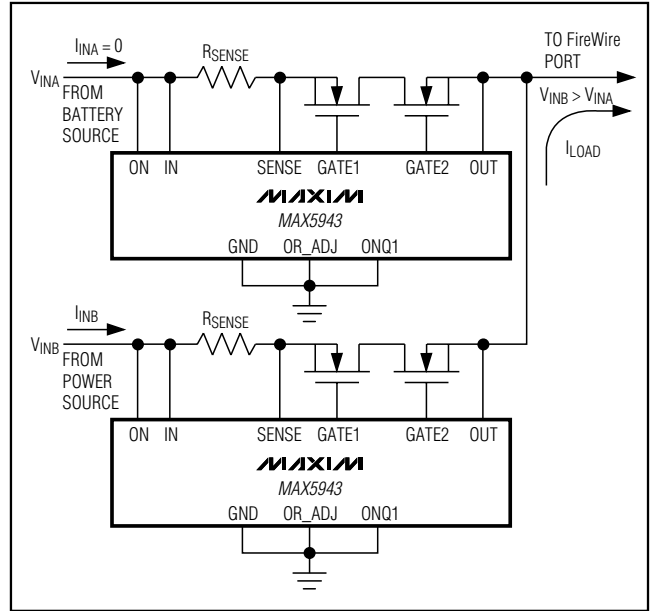 I_INA = 0
R_SENSE
TO FireWire
PORT
V_INA
FROM
BATTERY
SOURCE
V_INB > V_INA
I_LOAD
ON IN SENSE GATE1 GATE2 OUT
MAXIM
MAX5943
GND OR_ADJ ONQ1
I_INB
R_SENSE
V_INB
FROM
POWER
SOURCE
ON IN SENSE GATE1 GATE2 OUT
MAXIM
MAX5943
GND OR_ADJ ONQ1